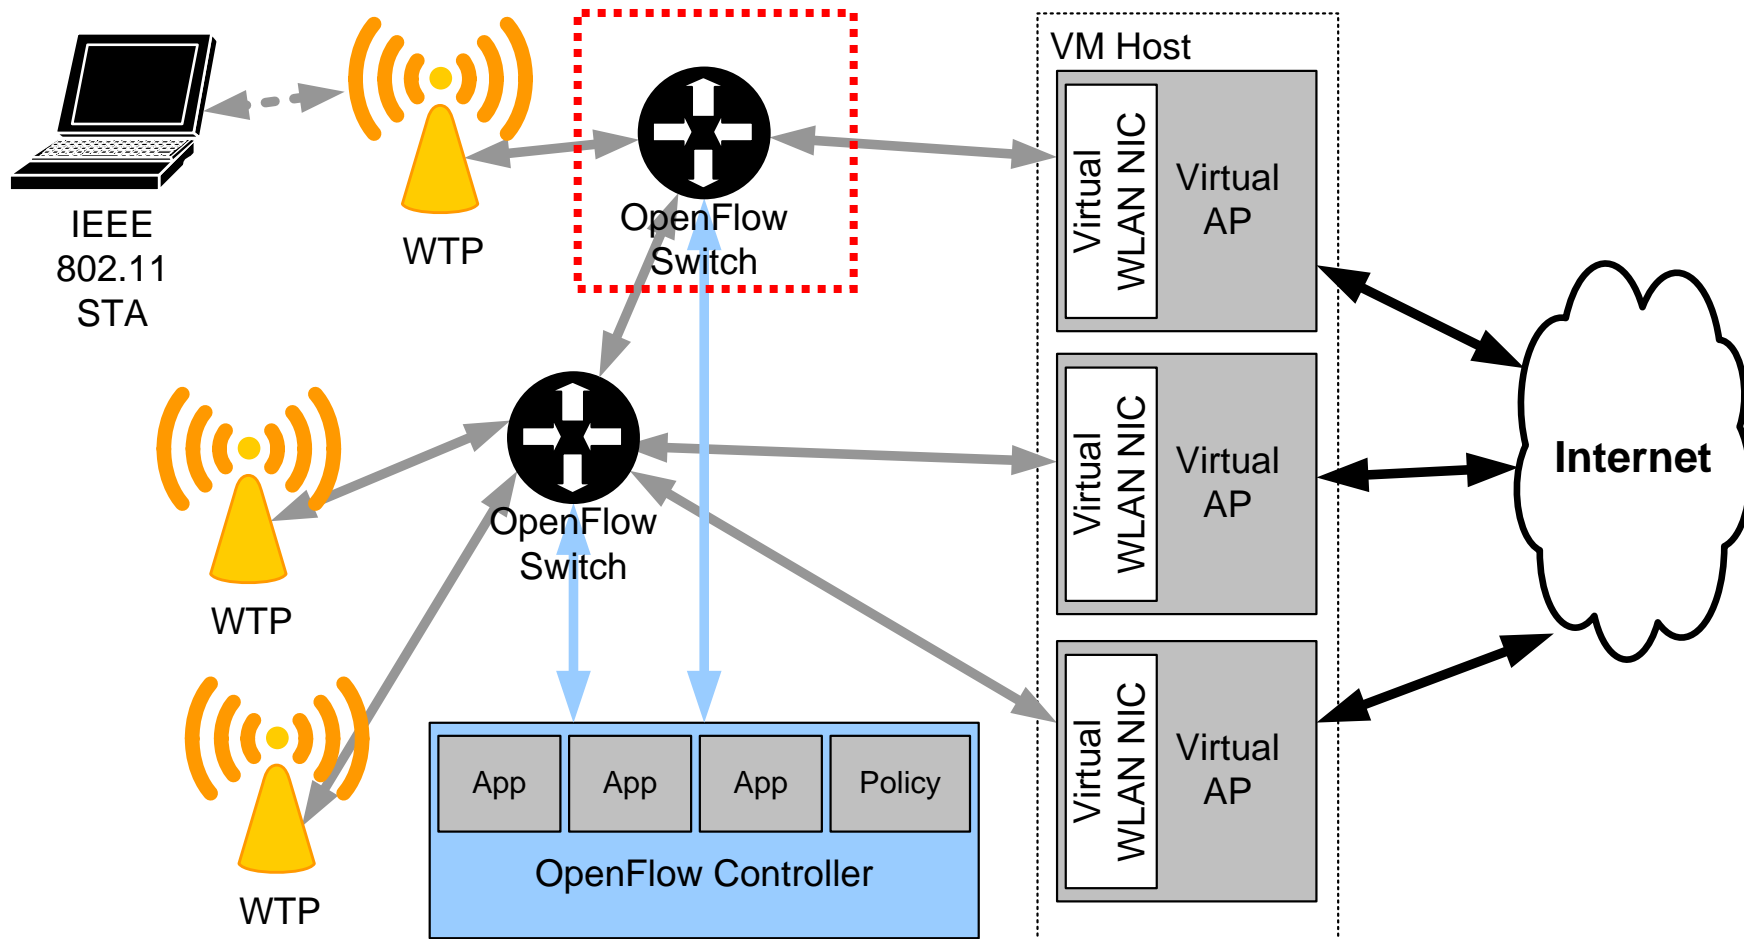 VM Host
IEEE
802.11
STA
WTP
OpenFlow
Switch
Virtual
WLAN NIC
Virtual
AP
WTP
OpenFlow
Switch
Virtual
WLAN NIC
Virtual
AP
Internet
WTP
App
App
App
Policy
OpenFlow Controller
Virtual
WLAN NIC
Virtual
AP